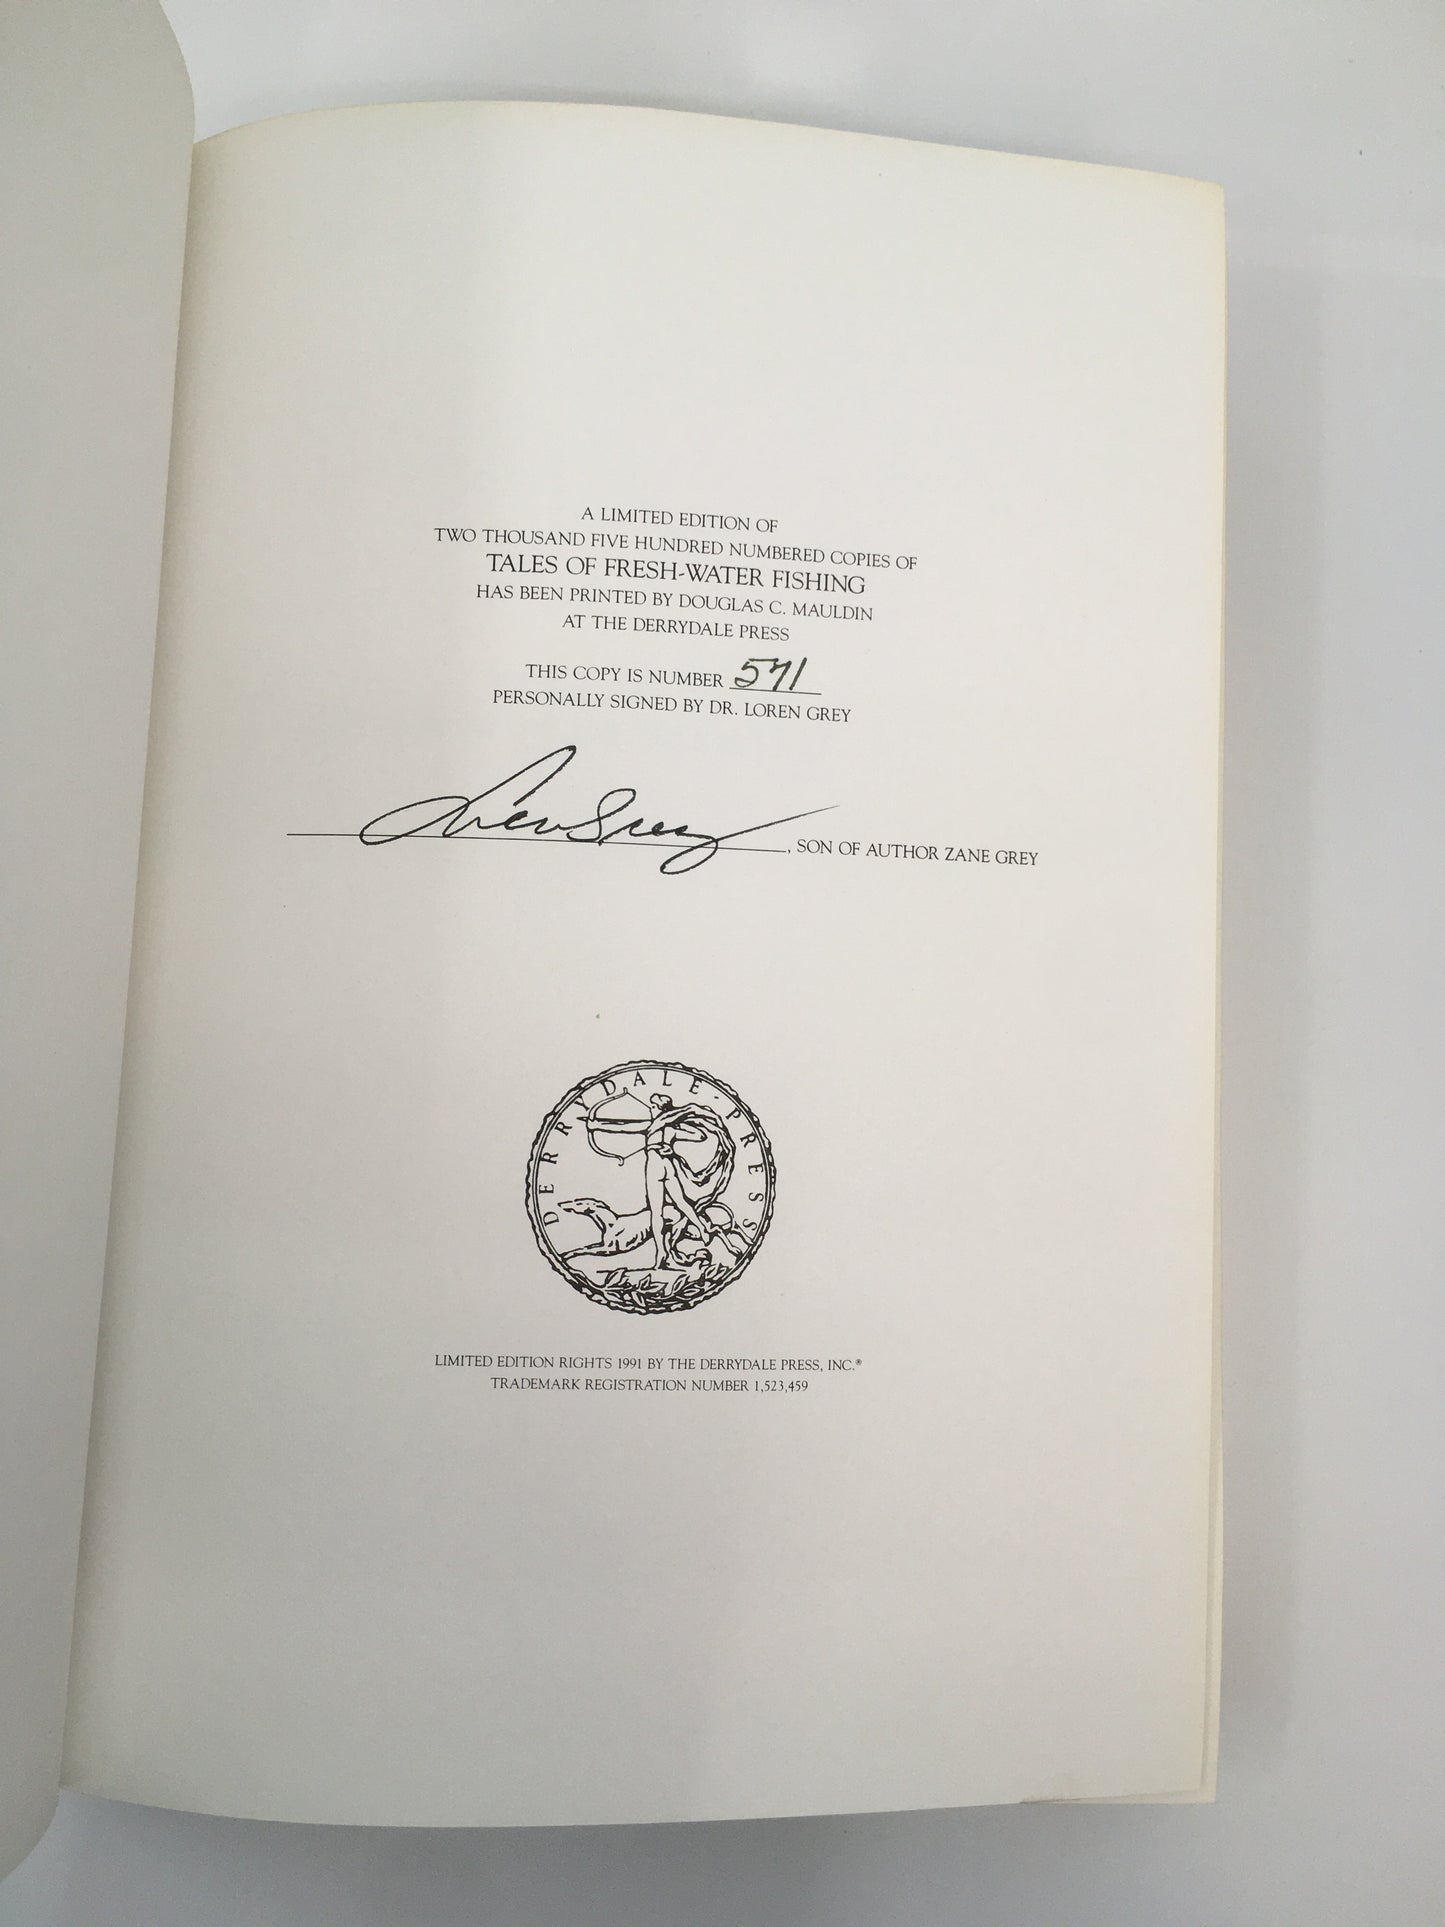 A LIMITED EDITION OF
TWO THOUSAND FIVE HUNDRED NUMBERED COPIES OF
TALES OF FRESH-WATER FISHING
HAS BEEN PRINTED BY DOUGLAS C. MAULDIN
AT THE DERRYDALE PRESS
THIS COPY IS NUMBER 571
PERSONALLY SIGNED BY DR. LOREN GREY
Loren Grey, SON OF AUTHOR ZANE GREY
DERRYDALE-PRESS
LIMITED EDITION RIGHTS 1991 BY THE DERRYDALE PRESS, INC.®
TRADEMARK REGISTRATION NUMBER 1,523,459